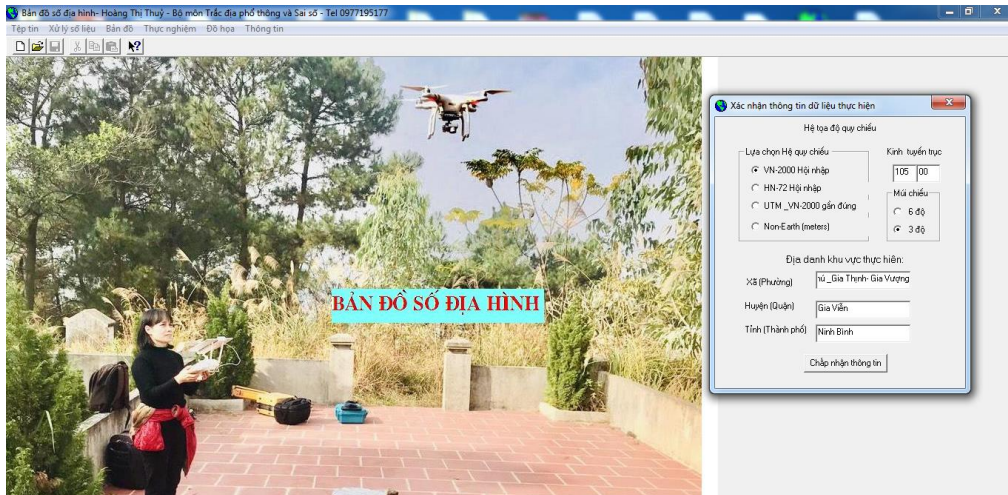 Bản đồ số địa hình- Hoàng Thị Thuỷ - Bộ môn Trắc địa phổ thông và Sai số - Tel 0977195177
Tệp tin Xử lý số liệu Bản đồ Thực nghiệm Đồ họa Thông tin
BẢN ĐỒ SỐ ĐỊA HÌNH
Xác nhận thông tin dữ liệu thực hiện
Hệ tọa độ quy chiếu
Lựa chọn Hệ quy chiếu
VN-2000 Hội nhập
HN-72 Hội nhập
UTM _VN-2000 gần đúng
Non-Earth (meters)
Kinh tuyến trục
105 00
Múi chiếu
6 độ
3 độ
Địa danh khu vực thực hiên:
Xã (Phường) _Gia Thịnh- Gia Vượng
Huyện (Quận) Gia Viễn
Tỉnh (Thành phố) Ninh Bình
Chấp nhận thông tin